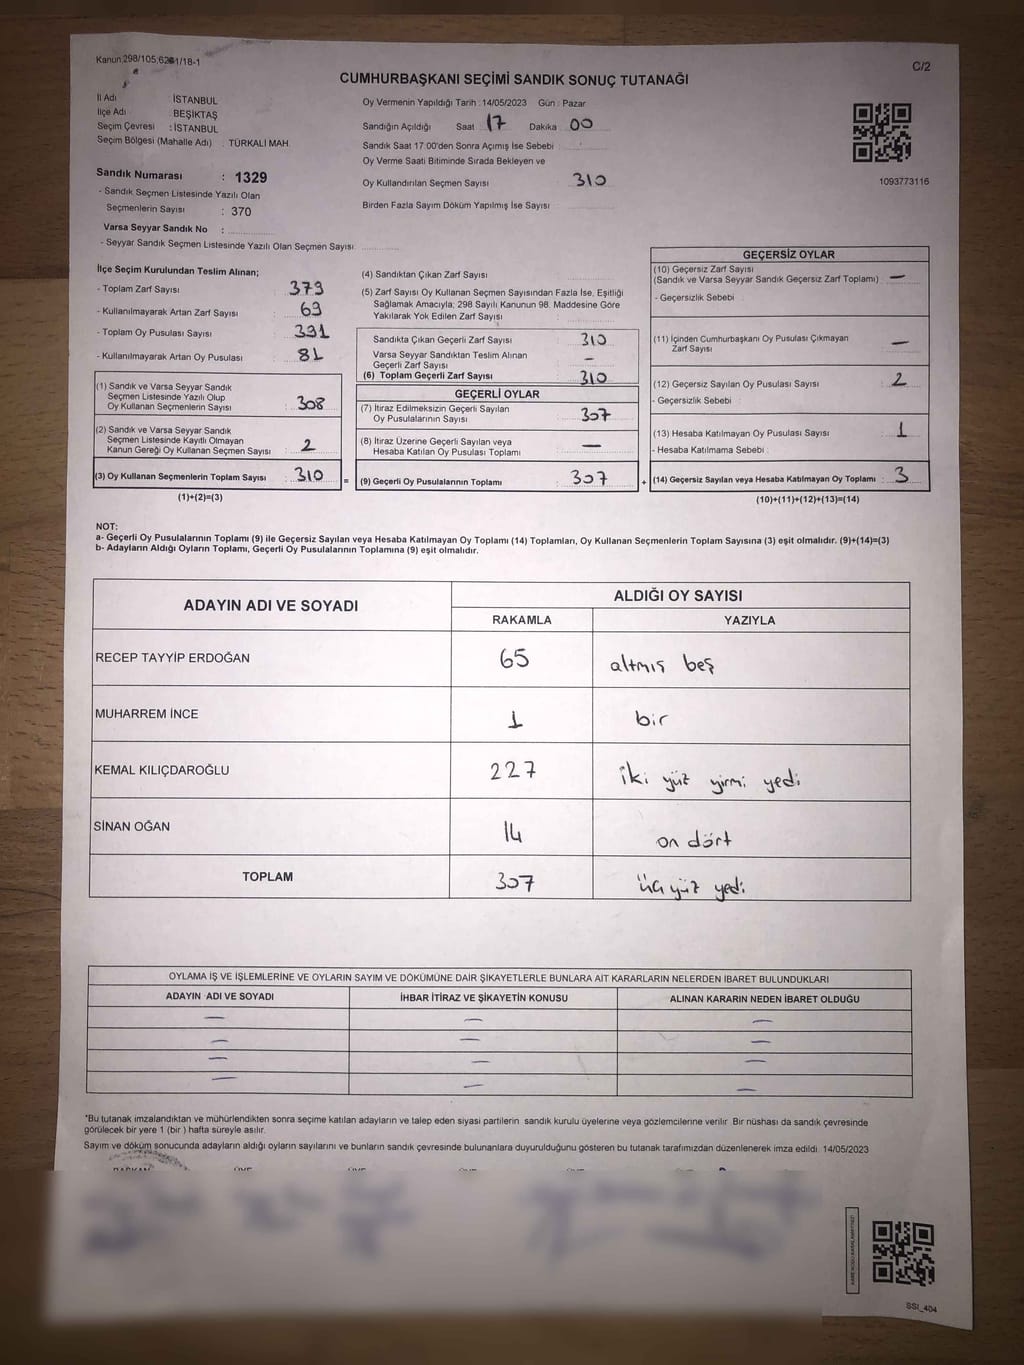 Kanun:298/105;6261/18-1
C/2
CUMHURBAŞKANI SEÇİMİ SANDIK SONUÇ TUTANAĞI
İl Adı İSTANBUL
İlçe Adı BEŞİKTAŞ
Seçim Çevresi : İSTANBUL
Seçim Bölgesi (Mahalle Adı) : TÜRKALİ MAH.
Sandık Numarası : 1329
- Sandık Seçmen Listesinde Yazılı Olan
Seçmenlerin Sayısı : 370
Varsa Seyyar Sandık No :
- Seyyar Sandık Seçmen Listesinde Yazılı Olan Seçmen Sayısı
Oy Vermenin Yapıldığı Tarih : 14/05/2023 Gün : Pazar
Sandığın Açıldığı Saat 17 Dakika 00
Sandık Saat 17.00'den Sonra Açımış İse Sebebi
Oy Verme Saati Bitiminde Sırada Bekleyen ve
Oy Kullandırılan Seçmen Sayısı 310
Birden Fazla Sayım Döküm Yapılmış İse Sayısı
1093773116
İlçe Seçim Kurulundan Teslim Alınan;
- Toplam Zarf Sayısı : 373
- Kullanılmayarak Artan Zarf Sayısı : 63
- Toplam Oy Pusulası Sayısı : 391
- Kullanılmayarak Artan Oy Pusulası : 81
(1) Sandık ve Varsa Seyyar Sandık
Seçmen Listesinde Yazılı Olup
Oy Kullanan Seçmenlerin Sayısı : 308
(2) Sandık ve Varsa Seyyar Sandık
Seçmen Listesinde Kayıtlı Olmayan
Kanun Gereği Oy Kullanan Seçmen Sayısı : 2
(3) Oy Kullanan Seçmenlerin Toplam Sayısı : 310 =
(1)+(2)=(3)
(4) Sandıktan Çıkan Zarf Sayısı
(5) Zarf Sayısı Oy Kullanan Seçmen Sayısından Fazla İse, Eşitliği
Sağlamak Amacıyla; 298 Sayılı Kanunun 98. Maddesine Göre
Yakılarak Yok Edilen Zarf Sayısı :
Sandıkta Çıkan Geçerli Zarf Sayısı : 310
Varsa Seyyar Sandıktan Teslim Alınan
Geçerli Zarf Sayısı : –
(6) Toplam Geçerli Zarf Sayısı : 310
GEÇERLİ OYLAR
(7) İtiraz Edilmeksizin Geçerli Sayılan
Oy Pusulalarının Sayısı : 307
(8) İtiraz Üzerine Geçerli Sayılan veya
Hesaba Katılan Oy Pusulası Toplamı : –
(9) Geçerli Oy Pusulalarının Toplamı : 307 +
GEÇERSİZ OYLAR
(10) Geçersiz Zarf Sayısı
(Sandık ve Varsa Seyyar Sandık Geçersiz Zarf Toplamı) : –
- Geçersizlik Sebebi
(11) İçinden Cumhurbaşkanı Oy Pusulası Çıkmayan
Zarf Sayısı : –
(12) Geçersiz Sayılan Oy Pusulası Sayısı : 2
- Geçersizlik Sebebi :
(13) Hesaba Katılmayan Oy Pusulası Sayısı : 1
- Hesaba Katılmama Sebebi :
(14) Geçersiz Sayılan veya Hesaba Katılmayan Oy Toplamı : 3
(10)+(11)+(12)+(13)=(14)
NOT:
a- Geçerli Oy Pusulalarının Toplamı (9) ile Geçersiz Sayılan veya Hesaba Katılmayan Oy Toplamı (14) Toplamları, Oy Kullanan Seçmenlerin Toplam Sayısına (3) eşit olmalıdır. (9)+(14)=(3)
b- Adayların Aldığı Oyların Toplamı, Geçerli Oy Pusulalarının Toplamına (9) eşit olmalıdır.
ADAYIN ADI VE SOYADI ALDIĞI OY SAYISI
RAKAMLA YAZIYLA
RECEP TAYYİP ERDOĞAN 65 altmış beş
MUHARREM İNCE 1 bir
KEMAL KILIÇDAROĞLU 227 iki yüz yirmi yedi
SİNAN OĞAN 14 on dört
TOPLAM 307 üç yüz yedi
OYLAMA İŞ VE İŞLEMLERİNE VE OYLARIN SAYIM VE DÖKÜMÜNE DAİR ŞİKAYETLERLE BUNLARA AİT KARARLARIN NELERDEN İBARET BULUNDUKLARI
ADAYIN ADI VE SOYADI İHBAR İTİRAZ VE ŞİKAYETİN KONUSU ALINAN KARARIN NEDEN İBARET OLDUĞU
– – –
– – –
– – –
– – –
*Bu tutanak imzalandıktan ve mühürlendikten sonra seçime katılan adayların ve talep eden siyasi partilerin sandık kurulu üyelerine veya gözlemcilerine verilir. Bir nüshası da sandık çevresinde
görülecek bir yere 1 (bir ) hafta süreyle asılır.
Sayım ve döküm sonucunda adayların aldığı oyların sayılarını ve bunların sandık çevresinde bulunanlara duyurulduğunu gösteren bu tutanak tarafımızdan düzenlenerek imza edildi. 14/05/2023
SSI_404